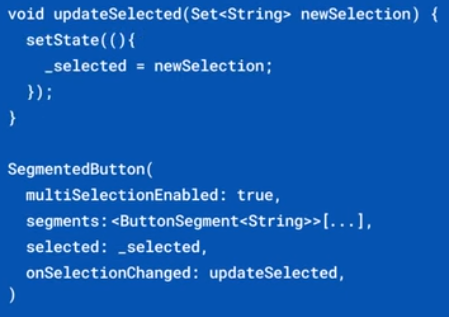 void updateSelected(Set<String> newSelection) {
  setState((){
    _selected = newSelection;
  });
}

SegmentedButton(
  multiSelectionEnabled: true,
  segments:<ButtonSegment<String>>[...],
  selected: _selected,
  onSelectionChanged: updateSelected,
)